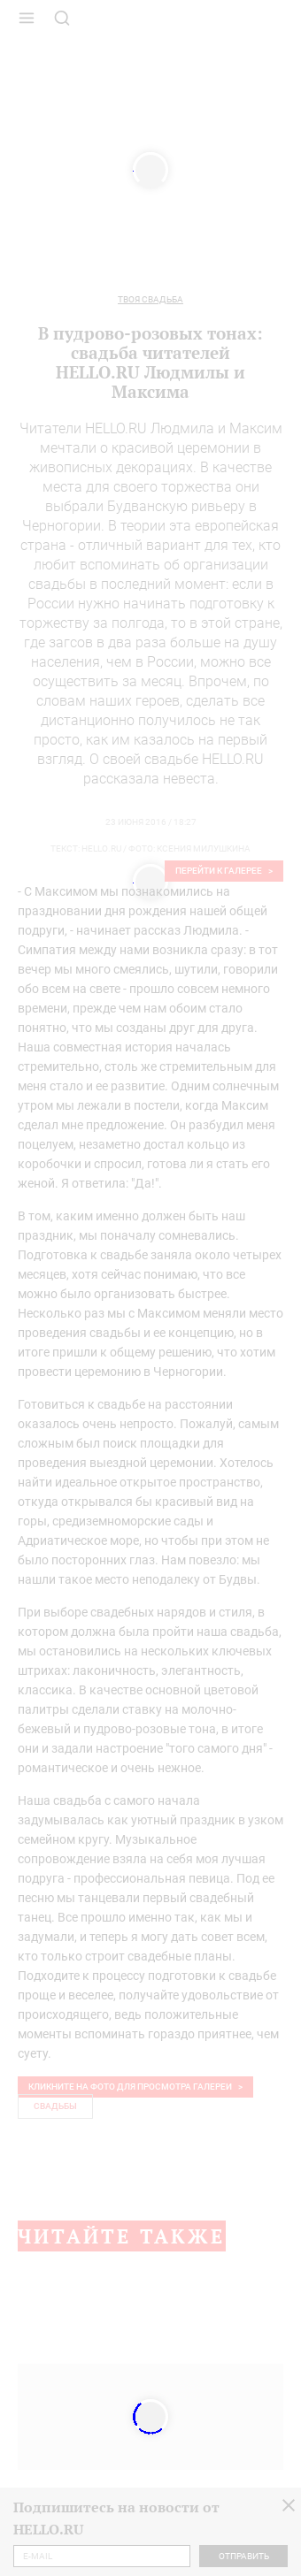 ТВОЯ СВАДЬБА
В пудрово-розовых тонах:
свадьба читателей
HELLO.RU Людмилы и
Максима
Читатели HELLO.RU Людмила и Максим
мечтали о красивой церемонии в
живописных декорациях. В качестве
места для своего торжества они
выбрали Будванскую ривьеру в
Черногории. В теории эта европейская
страна - отличный вариант для тех, кто
любит вспоминать об организации
свадьбы в последний момент: если в
России нужно начинать подготовку к
торжеству за полгода, то в этой стране,
где загсов в два раза больше на душу
населения, чем в России, можно все
осуществить за месяц. Впрочем, по
словам наших героев, сделать все
дистанционно получилось не так
просто, как им казалось на первый
взгляд. О своей свадьбе HELLO.RU
рассказала невеста.
23 ИЮНЯ 2016 / 18:27
ТЕКСТ: HELLO.RU / ФОТО: КСЕНИЯ МИЛУШКИНА
ПЕРЕЙТИ К ГАЛЕРЕЕ >
- С Максимом мы познакомились на
праздновании дня рождения нашей общей
подруги, - начинает рассказ Людмила. -
Симпатия между нами возникла сразу: в тот
вечер мы много смеялись, шутили, говорили
обо всем на свете - прошло совсем немного
времени, прежде чем нам обоим стало
понятно, что мы созданы друг для друга.
Наша совместная история началась
стремительно, столь же стремительным для
меня стало и ее развитие. Одним солнечным
утром мы лежали в постели, когда Максим
сделал мне предложение. Он разбудил меня
поцелуем, незаметно достал кольцо из
коробочки и спросил, готова ли я стать его
женой. Я ответила: "Да!".
В том, каким именно должен быть наш
праздник, мы поначалу сомневались.
Подготовка к свадьбе заняла около четырех
месяцев, хотя сейчас понимаю, что все
можно было организовать быстрее.
Несколько раз мы с Максимом меняли место
проведения свадьбы и ее концепцию, но в
итоге пришли к общему решению, что хотим
провести церемонию в Черногории.
Готовиться к свадьбе на расстоянии
оказалось очень непросто. Пожалуй, самым
сложным был поиск площадки для
проведения выездной церемонии. Хотелось
найти идеальное открытое пространство,
откуда открывался бы красивый вид на
горы, средиземноморские сады и
Адриатическое море, но чтобы при этом не
было посторонних глаз. Нам повезло: мы
нашли такое место неподалеку от Будвы.
При выборе свадебных нарядов и стиля, в
котором должна была пройти наша свадьба,
мы остановились на нескольких ключевых
штрихах: лаконичность, элегантность,
классика. В качестве основной цветовой
палитры сделали ставку на молочно-
бежевый и пудрово-розовые тона, в итоге
они и задали настроение "того самого дня" -
романтическое и очень нежное.
Наша свадьба с самого начала
задумывалась как уютный праздник в узком
семейном кругу. Музыкальное
сопровождение взяла на себя моя лучшая
подруга - профессиональная певица. Под ее
песню мы танцевали первый свадебный
танец. Все прошло именно так, как мы и
задумали, и теперь я могу дать совет всем,
кто только строит свадебные планы.
Подходите к процессу подготовки к свадьбе
проще и веселее, получайте удовольствие от
происходящего, ведь положительные
моменты вспоминать гораздо приятнее, чем
суету.
КЛИКНИТЕ НА ФОТО ДЛЯ ПРОСМОТРА ГАЛЕРЕИ >
СВАДЬБЫ
ЧИТАЙТЕ ТАКЖЕ
Подпишитесь на новости от
HELLO.RU
E-MAIL
ОТПРАВИТЬ